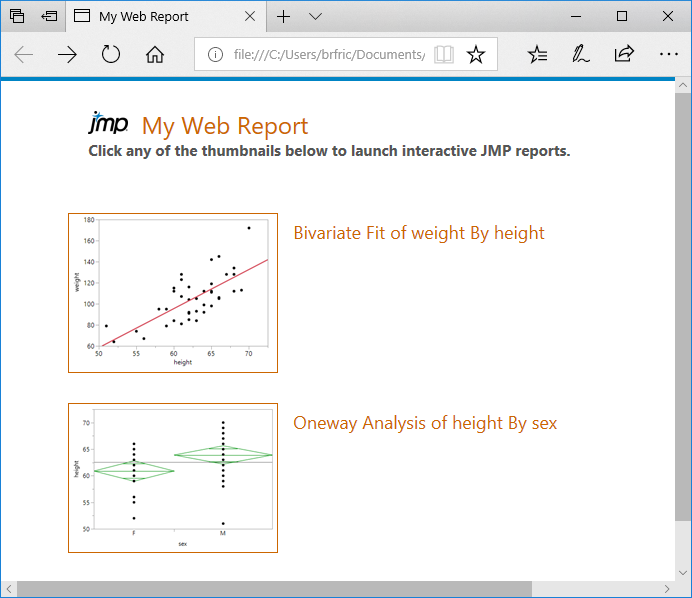 My Web Report
file:///C:/Users/brfric/Documents/
jmp My Web Report
Click any of the thumbnails below to launch interactive JMP reports.
Bivariate Fit of weight By height
180
160
140
120
100
80
60
weight
50 55 60 65 70
height
Oneway Analysis of height By sex
70
65
60
55
50
height
F M
sex